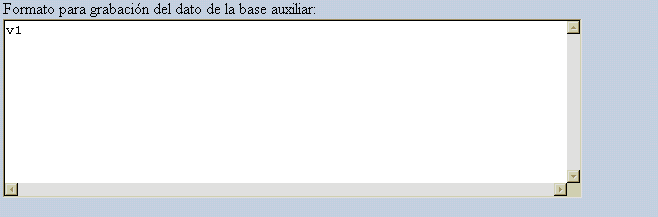 Formato para grabación del dato de la base auxiliar:
v1